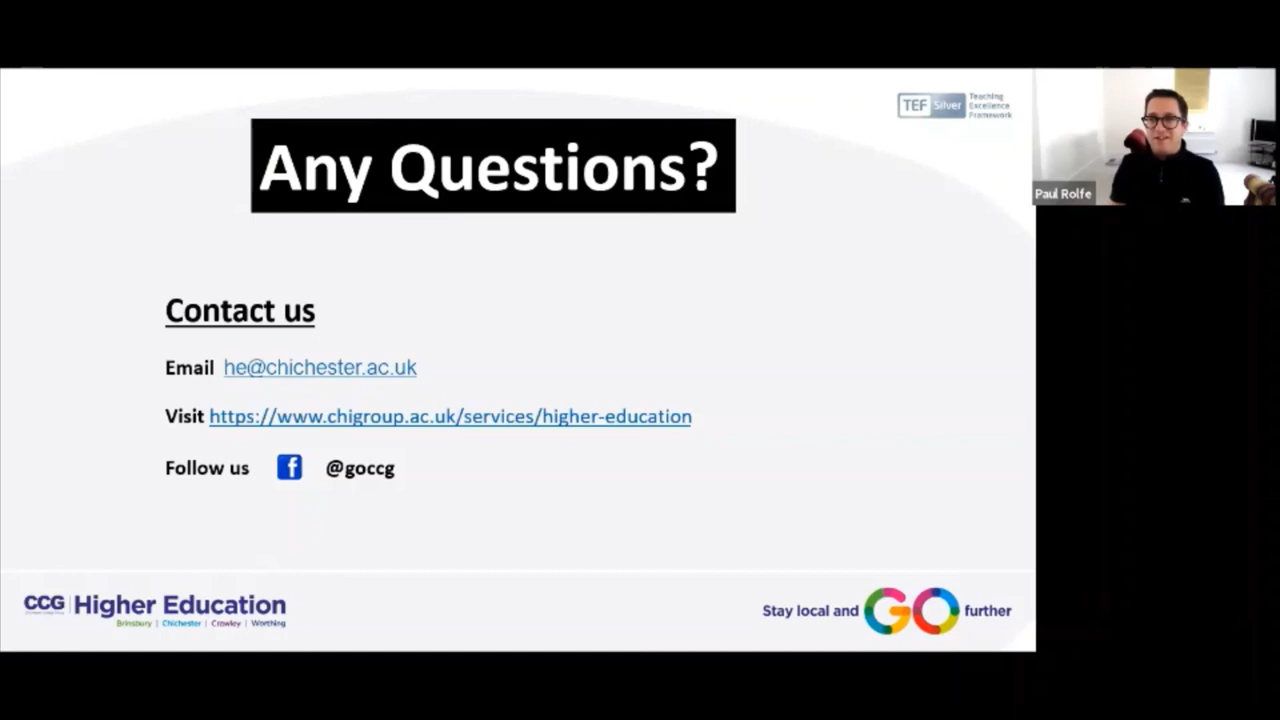 TEF Silver Teaching
Excellence
Framework
Any Questions?
Paul Rolfe
Contact us
Email he@chichester.ac.uk
Visit https://www.chigroup.ac.uk/services/higher-education
Follow us f @goccg
CCG Higher Education
Brinsbury | Chichester | Crawley | Worthing
Stay local and GO further